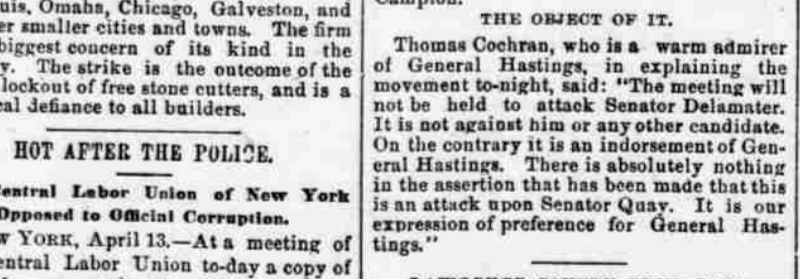 uis, Omaha, Chicago, Galveston, and
er smaller cities and towns. The firm
biggest concern of its kind in the
y. The strike is the outcome of the
lockout of free stone cutters, and is a
al defiance to all builders.
HOT AFTER THE POLICE.
entral Labor Union of New York
Opposed to Official Corruption.
w YORK, April 13.—At a meeting of
entral Labor Union to-day a copy of
THE OBJECT OF IT.
Thomas Cochran, who is a warm admirer
of General Hastings, in explaining the
movement to-night, said: "The meeting will
not be held to attack Senator Delamater.
It is not against him or any other candidate.
On the contrary it is an indorsement of Gen-
eral Hastings. There is absolutely nothing
in the assertion that has been made that this
is an attack upon Senator Quay. It is our
expression of preference for General Has-
tings."